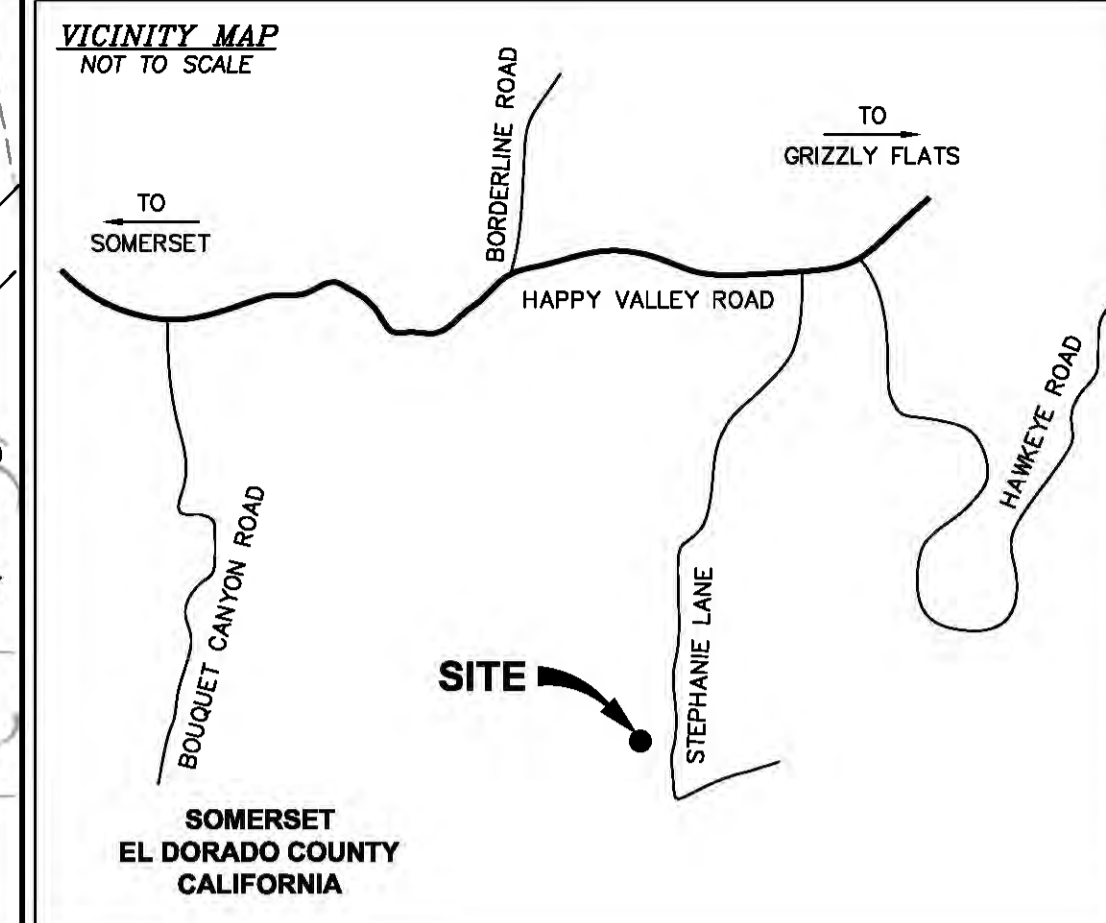 VICINITY MAP
NOT TO SCALE
BORDERLINE ROAD
TO
GRIZZLY FLATS
TO
SOMERSET
HAPPY VALLEY ROAD
HAWKEYE ROAD
BOUQUET CANYON ROAD
STEPHANIE LANE
SITE
SOMERSET
EL DORADO COUNTY
CALIFORNIA